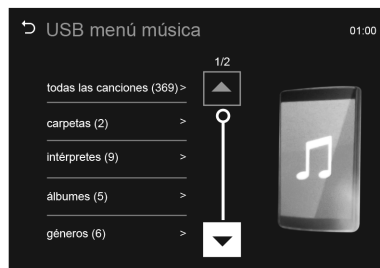 USB menú música
01:00
1/2
todas las canciones (369)>
carpetas (2) >
intérpretes (9) >
álbumes (5) >
géneros (6) >